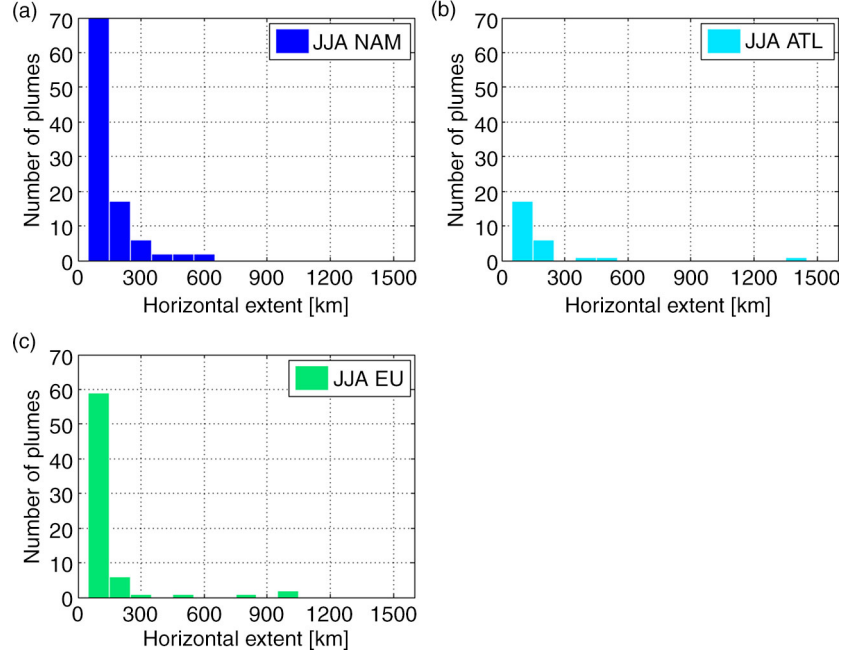 (a)
70
60
50
40
30
20
10
0
Number of plumes
JJA NAM
0 300 600 900 1200 1500
Horizontal extent [km]
(b)
70
60
50
40
30
20
10
0
Number of plumes
JJA ATL
0 300 600 900 1200 1500
Horizontal extent [km]
(c)
70
60
50
40
30
20
10
0
Number of plumes
JJA EU
0 300 600 900 1200 1500
Horizontal extent [km]